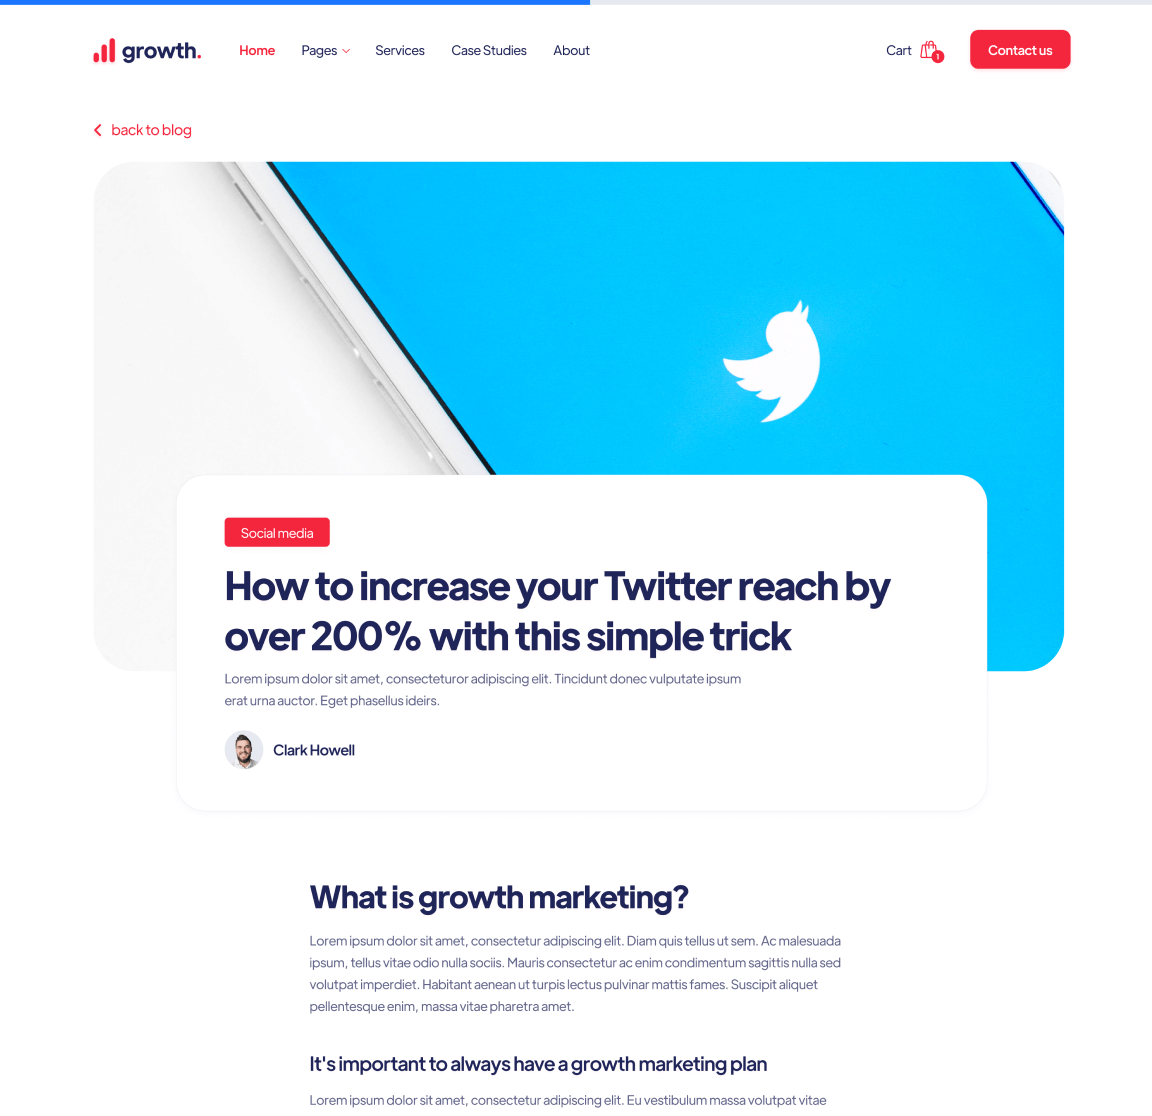 growth.
Home Pages Services Case Studies About Cart 1 Contact us
back to blog
Social media
How to increase your Twitter reach by
over 200% with this simple trick
Lorem ipsum dolor sit amet, consecteturor adipiscing elit. Tincidunt donec vulputate ipsum
erat urna auctor. Eget phasellus ideirs.
Clark Howell
What is growth marketing?
Lorem ipsum dolor sit amet, consectetur adipiscing elit. Diam quis tellus ut sem. Ac malesuada
ipsum, tellus vitae odio nulla sociis. Mauris consectetur ac enim condimentum sagittis nulla sed
volutpat imperdiet. Habitant aenean ut turpis lectus pulvinar mattis fames. Suscipit aliquet
pellentesque enim, massa vitae pharetra amet.
It's important to always have a growth marketing plan
Lorem ipsum dolor sit amet, consectetur adipiscing elit. Eu vestibulum massa volutpat vitae